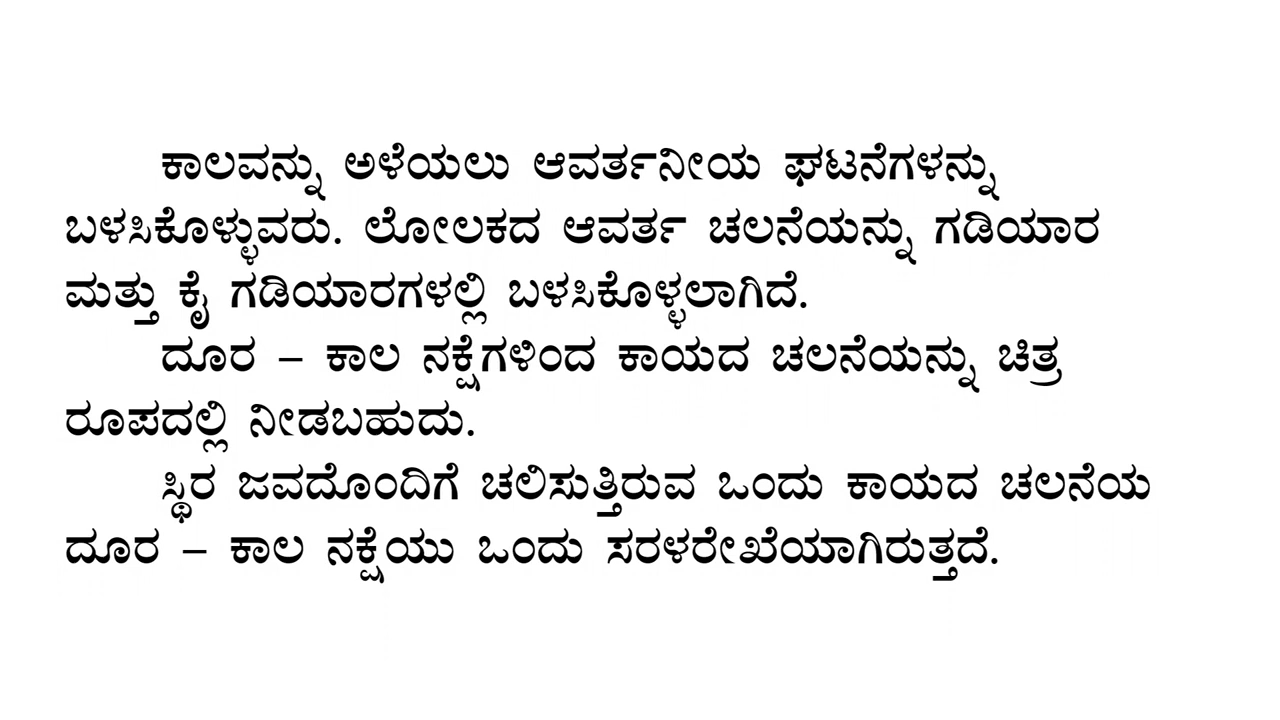 ಕಾಲವನ್ನು ಅಳೆಯಲು ಆವರ್ತನೀಯ ಘಟನೆಗಳನ್ನು
ಬಳಸಿಕೊಳ್ಳುವರು. ಲೋಲಕದ ಆವರ್ತ ಚಲನೆಯನ್ನು ಗಡಿಯಾರ
ಮತ್ತು ಕೈ ಗಡಿಯಾರಗಳಲ್ಲಿ ಬಳಸಿಕೊಳ್ಳಲಾಗಿದೆ.
ದೂರ – ಕಾಲ ನಕ್ಷೆಗಳಿಂದ ಕಾಯದ ಚಲನೆಯನ್ನು ಚಿತ್ರ
ರೂಪದಲ್ಲಿ ನೀಡಬಹುದು.
ಸ್ಥಿರ ಜವದೊಂದಿಗೆ ಚಲಿಸುತ್ತಿರುವ ಒಂದು ಕಾಯದ ಚಲನೆಯ
ದೂರ – ಕಾಲ ನಕ್ಷೆಯು ಒಂದು ಸರಳರೇಖೆಯಾಗಿರುತ್ತದೆ.